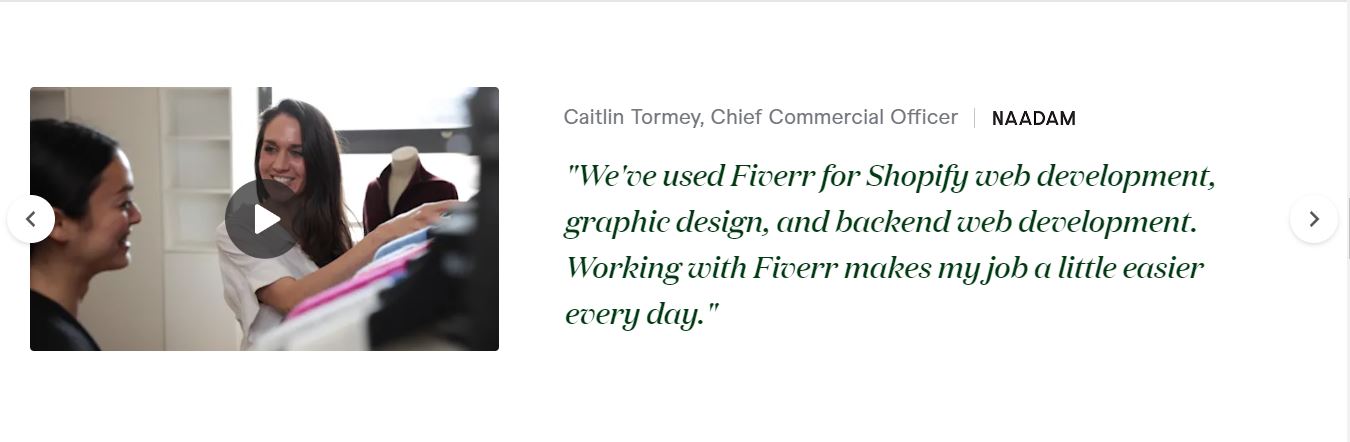 Caitlin Tormey, Chief Commercial Officer | NAADAM
"We've used Fiverr for Shopify web development,
graphic design, and backend web development.
Working with Fiverr makes my job a little easier
every day."